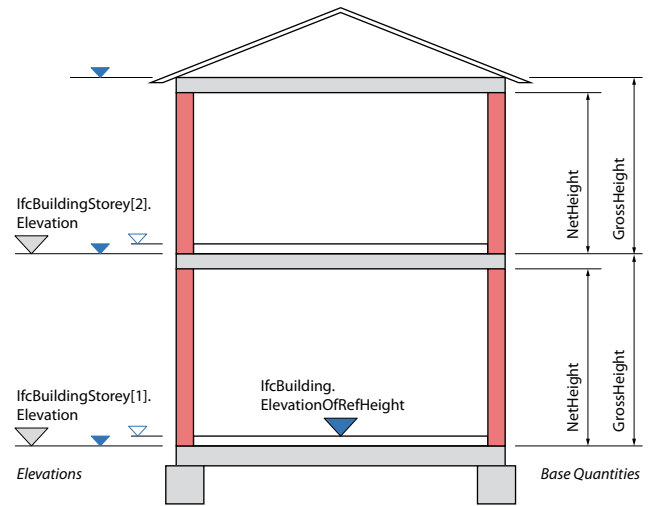 IfcBuildingStorey[2].
Elevation
NetHeight
GrossHeight
IfcBuildingStorey[1].
Elevation
IfcBuilding.
ElevationOfRefHeight
NetHeight
GrossHeight
Elevations
Base Quantities